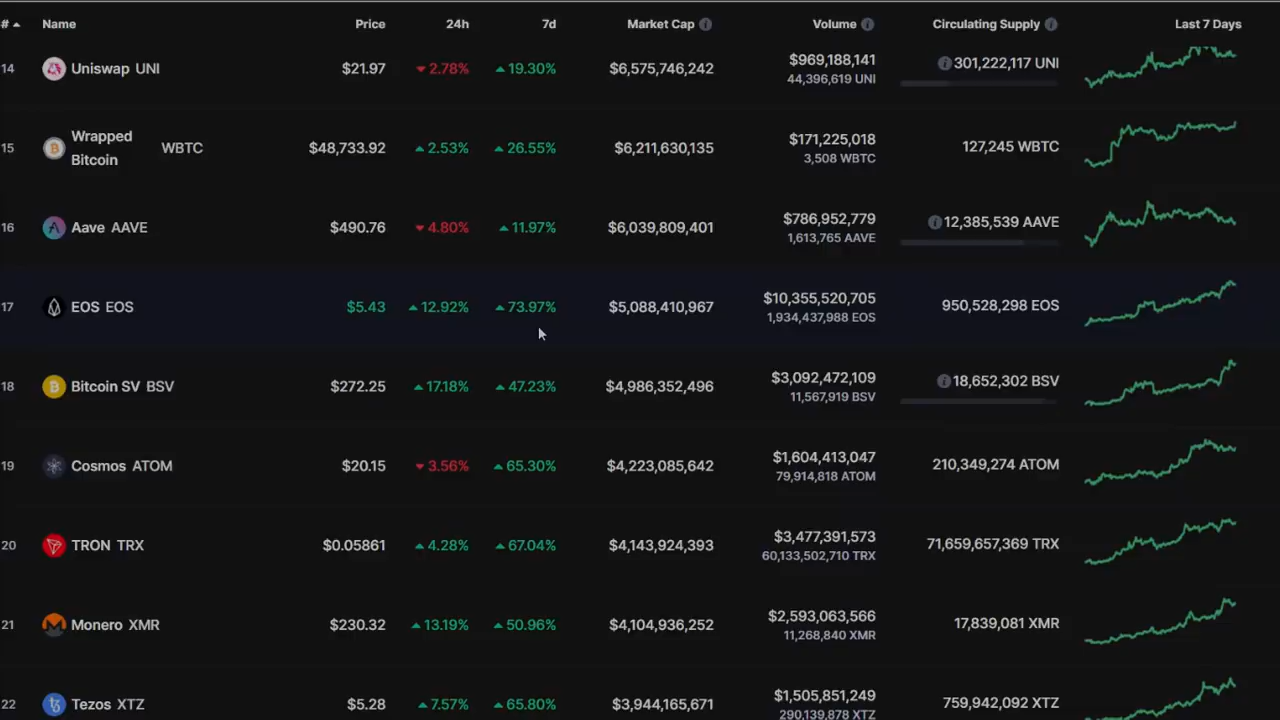 # Name Price 24h 7d Market Cap Volume Circulating Supply Last 7 Days
14 Uniswap UNI $21.97 2.78% 19.30% $6,575,746,242 $969,188,141 301,222,117 UNI
44,396,619 UNI
15 Wrapped Bitcoin WBTC $48,733.92 2.53% 26.55% $6,211,630,135 $171,225,018 127,245 WBTC
3,508 WBTC
16 Aave AAVE $490.76 4.80% 11.97% $6,039,809,401 $786,952,779 12,385,539 AAVE
1,613,765 AAVE
17 EOS EOS $5.43 12.92% 73.97% $5,088,410,967 $10,355,520,705 950,528,298 EOS
1,934,437,988 EOS
18 Bitcoin SV BSV $272.25 17.18% 47.23% $4,986,352,496 $3,092,472,109 18,652,302 BSV
11,567,919 BSV
19 Cosmos ATOM $20.15 3.56% 65.30% $4,223,085,642 $1,604,413,047 210,349,274 ATOM
79,914,818 ATOM
20 TRON TRX $0.05861 4.28% 67.04% $4,143,924,393 $3,477,391,573 71,659,657,369 TRX
60,133,502,710 TRX
21 Monero XMR $230.32 13.19% 50.96% $4,104,936,252 $2,593,063,566 17,839,081 XMR
11,268,840 XMR
22 Tezos XTZ $5.28 7.57% 65.80% $3,944,165,671 $1,505,851,249 759,942,092 XTZ
290,139,878 XTZ